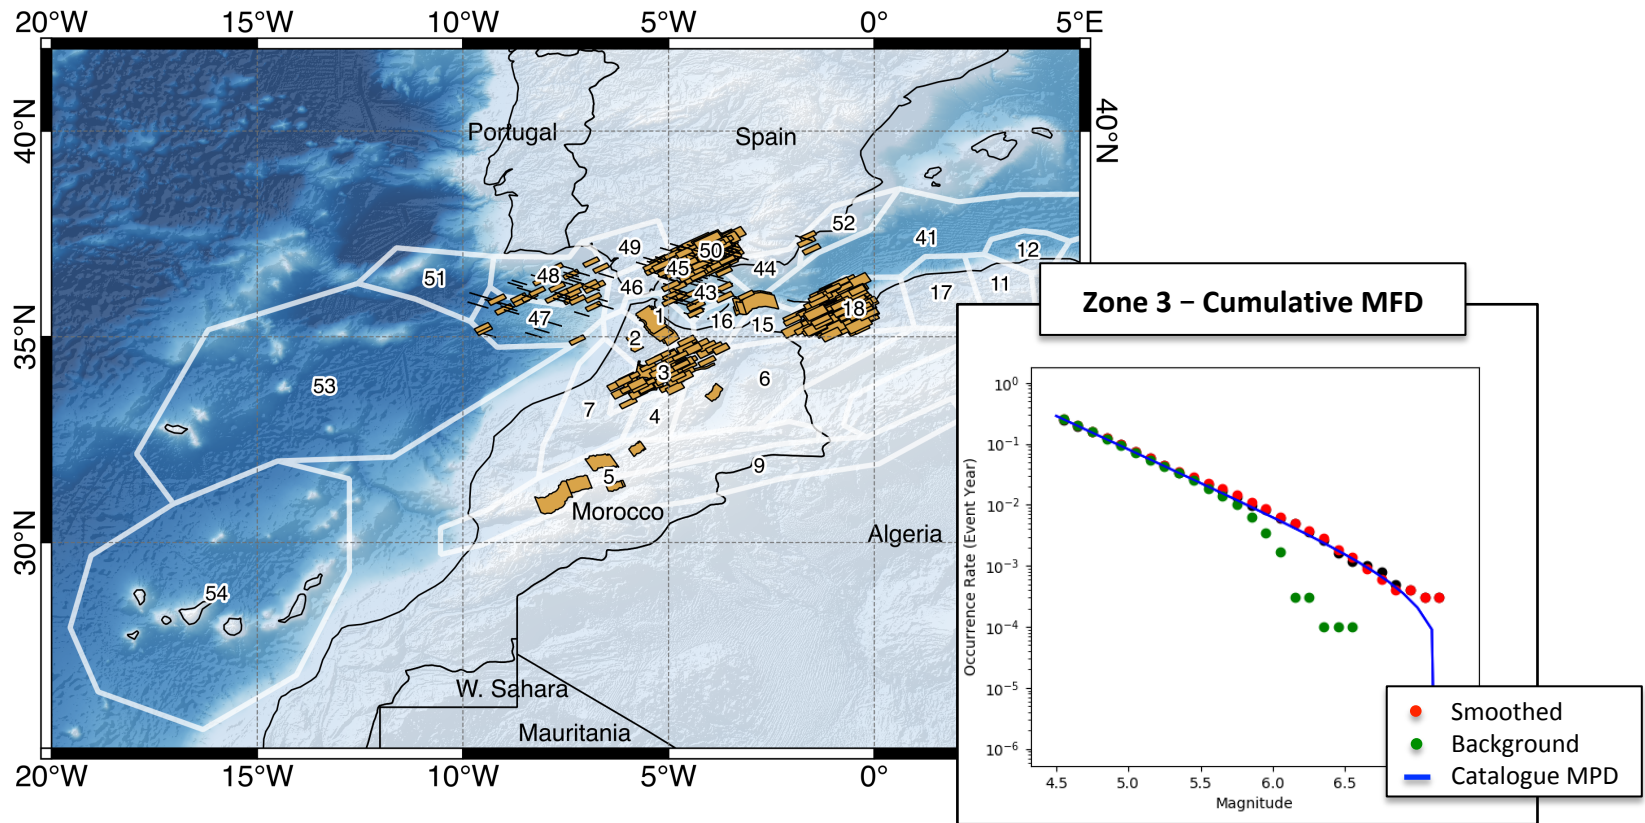 20°W 15°W 10°W 5°W 0° 5°E
40°N
40°N
Portugal
Spain
52
49
50
41
12
51
48
45
44
46
43
17
11
47
1
16
15
18
35°N
2
53
3
6
7
4
9
5
Morocco
30°N
Algeria
54
W. Sahara
Mauritania
20°W 15°W 10°W 5°W 0°
Zone 3 – Cumulative MFD
10⁰
10⁻¹
10⁻²
10⁻³
10⁻⁴
10⁻⁵
10⁻⁶
Occurrence Rate (Event Year)
4.5 5.0 5.5 6.0 6.5
Magnitude
Smoothed
Background
Catalogue MPD